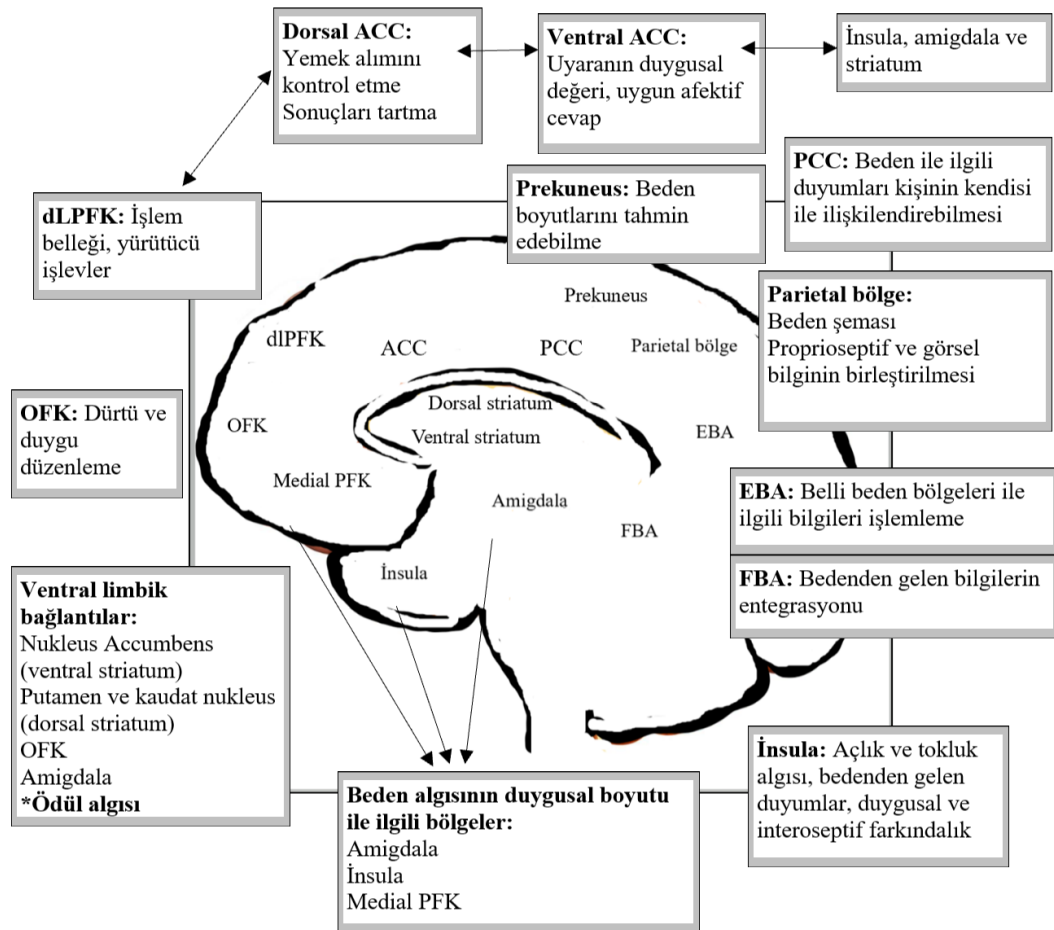 Dorsal ACC:
Yemek alımını
kontrol etme
Sonuçları tartma
Ventral ACC:
Uyaranın duygusal
değeri, uygun afektif
cevap
İnsula, amigdala ve
striatum
dLPFK: İşlem
belleği, yürütücü
işlevler
Prekuneus: Beden
boyutlarını tahmin
edebilme
PCC: Beden ile ilgili
duyumları kişinin kendisi
ile ilişkilendirebilmesi
Parietal bölge:
Beden şeması
Proprioseptif ve görsel
bilginin birleştirilmesi
Prekuneus
dlPFK
ACC
PCC
Parietal bölge
OFK: Dürtü ve
duygu
düzenleme
OFK
Dorsal striatum
Ventral striatum
EBA
Medial PFK
Amigdala
FBA
İnsula
EBA: Belli beden bölgeleri ile
ilgili bilgileri işlemleme
FBA: Bedenden gelen bilgilerin
entegrasyonu
Ventral limbik
bağlantılar:
Nukleus Accumbens
(ventral striatum)
Putamen ve kaudat nukleus
(dorsal striatum)
OFK
Amigdala
*Ödül algısı
Beden algısının duygusal boyutu
ile ilgili bölgeler:
Amigdala
İnsula
Medial PFK
İnsula: Açlık ve tokluk
algısı, bedenden gelen
duyumlar, duygusal ve
interoseptif farkındalık